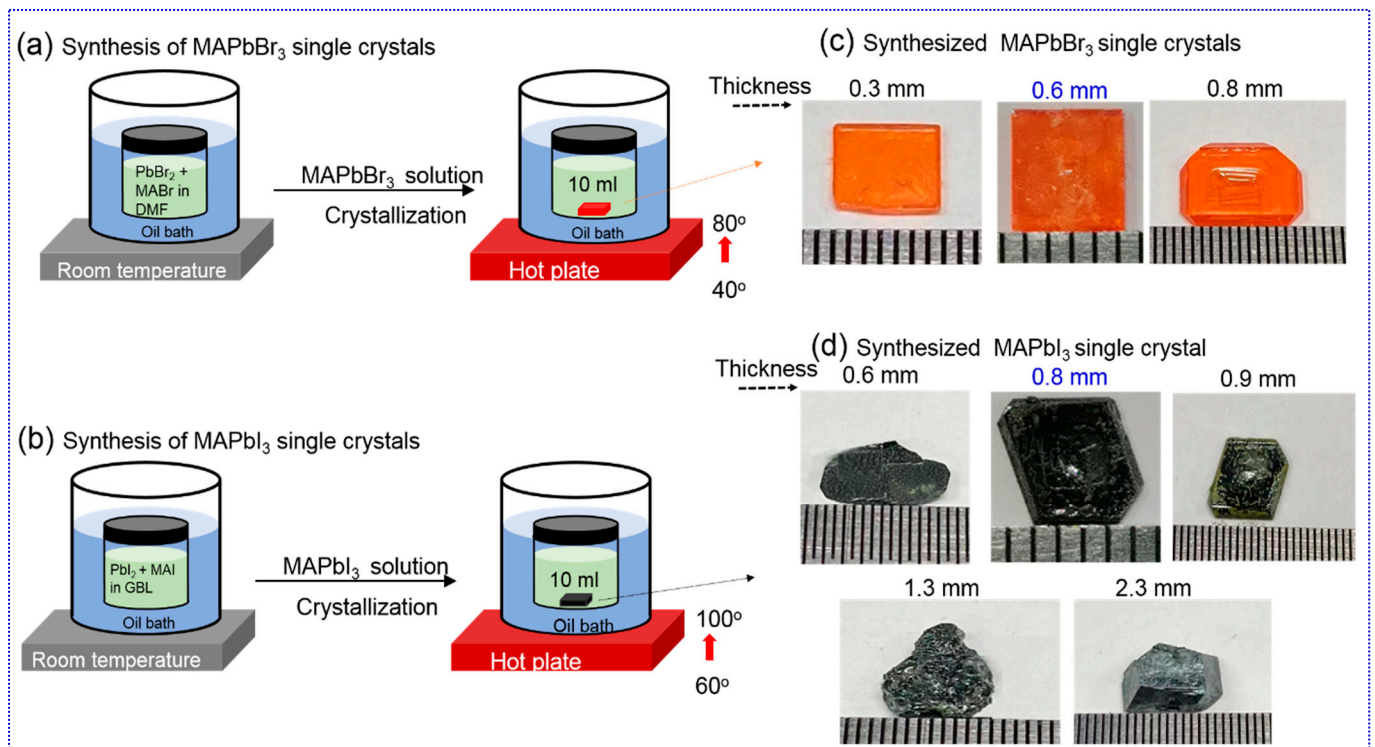 (a) Synthesis of MAPbBr₃ single crystals
PbBr₂ +
MABr in
DMF
Oil bath
Room temperature
MAPbBr₃ solution
Crystallization
10 ml
Oil bath
Hot plate
80º
40º
(c) Synthesized MAPbBr₃ single crystals
Thickness
0.3 mm
0.6 mm
0.8 mm
(b) Synthesis of MAPbI₃ single crystals
PbI₂ + MAI
in GBL
Oil bath
Room temperature
MAPbI₃ solution
Crystallization
10 ml
Oil bath
Hot plate
100º
60º
(d) Synthesized MAPbI₃ single crystal
Thickness
0.6 mm
0.8 mm
0.9 mm
1.3 mm
2.3 mm